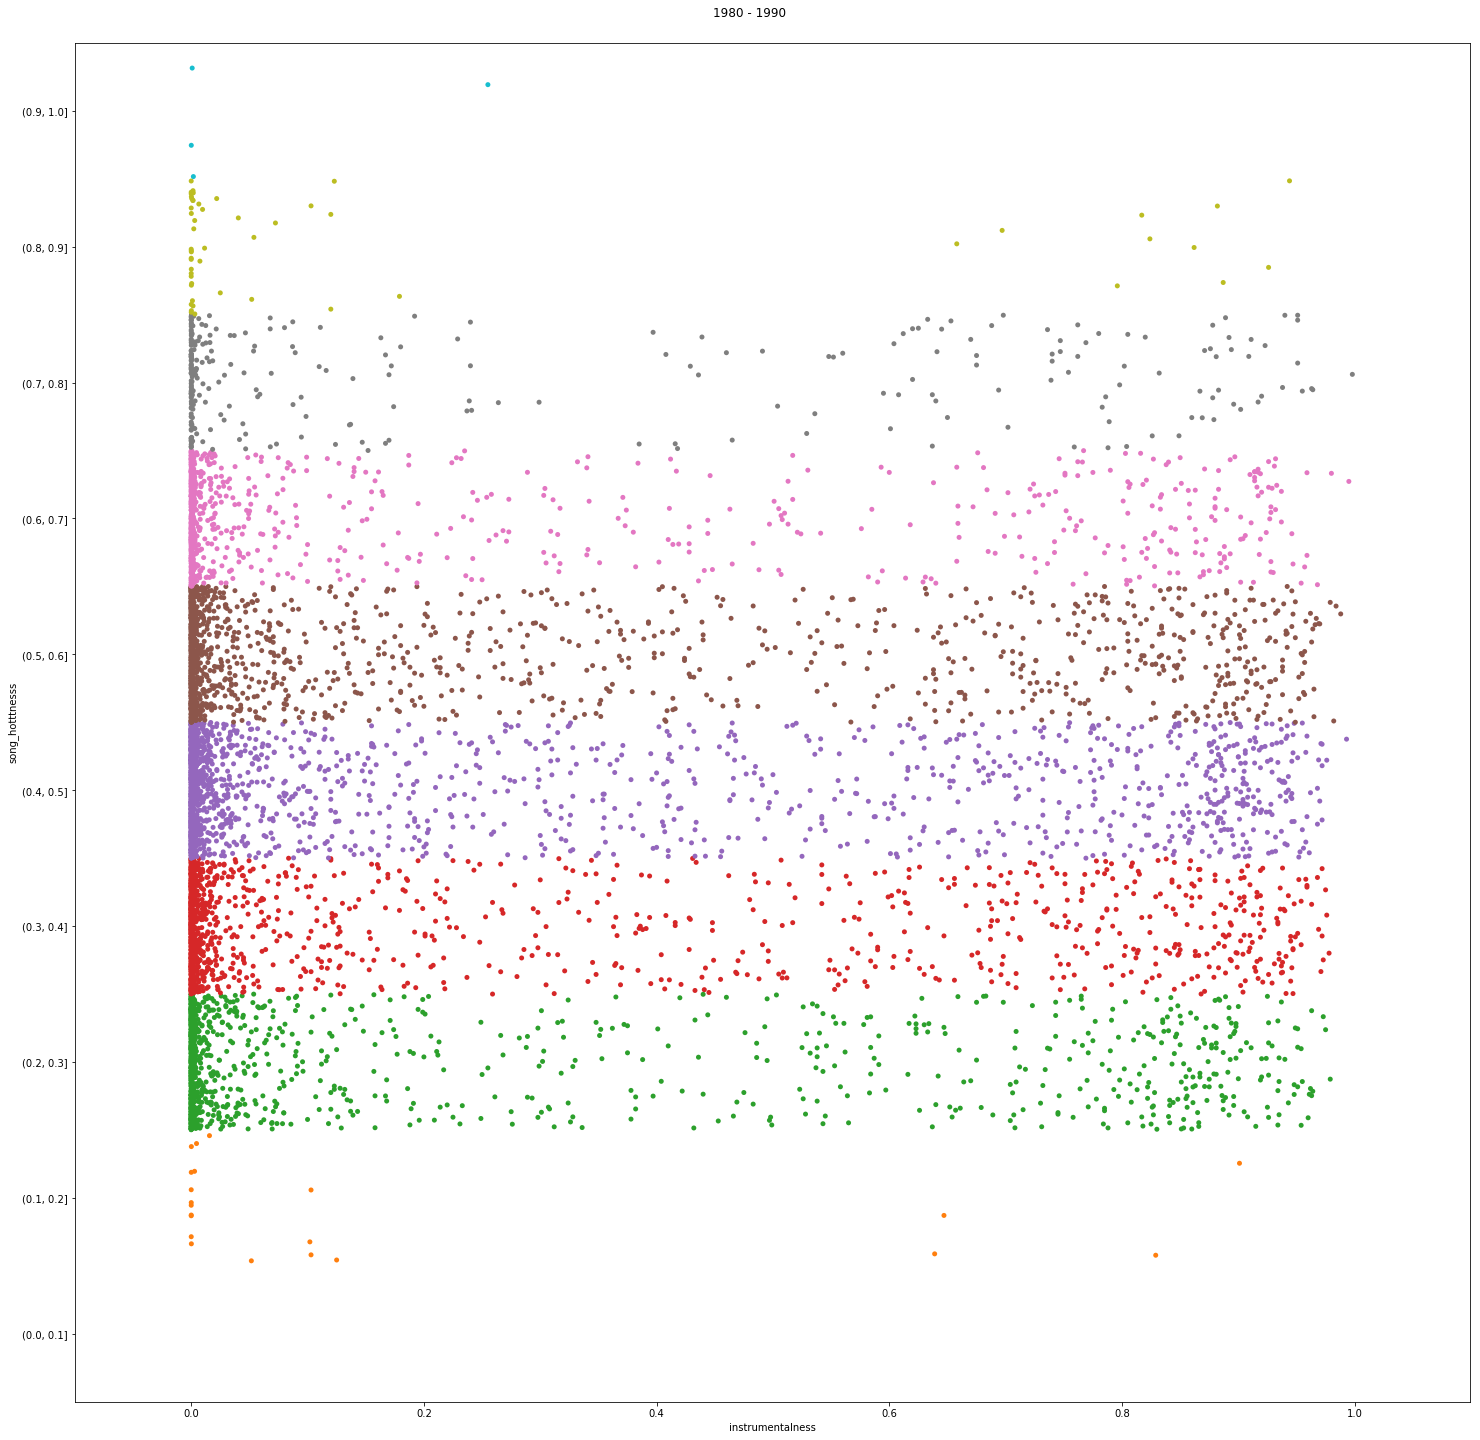 1980 - 1990
(0.9, 1.0]
(0.8, 0.9]
(0.7, 0.8]
(0.6, 0.7]
(0.5, 0.6]
(0.4, 0.5]
(0.3, 0.4]
(0.2, 0.3]
(0.1, 0.2]
(0.0, 0.1]
song_hotttnesss
0.0 0.2 0.4 0.6 0.8 1.0
instrumentalness